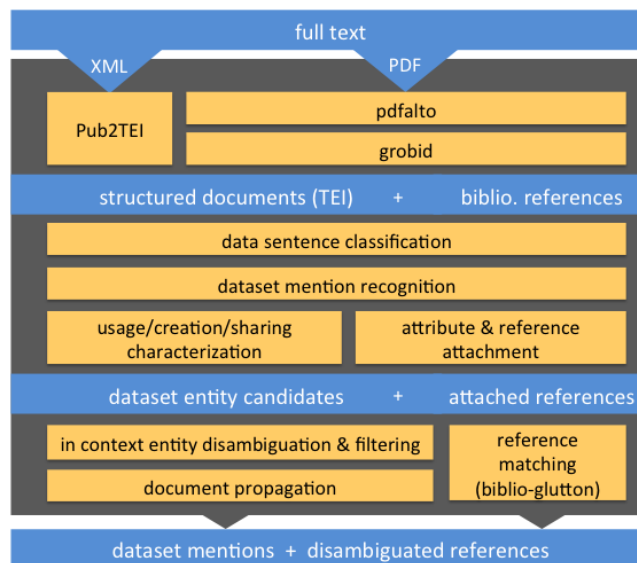 full text
XML
PDF
Pub2TEI
pdfalto
grobid
structured documents (TEI) + biblio. references
data sentence classification
dataset mention recognition
usage/creation/sharing
characterization
attribute & reference
attachment
dataset entity candidates + attached references
in context entity disambiguation & filtering
document propagation
reference
matching
(biblio-glutton)
dataset mentions + disambiguated references